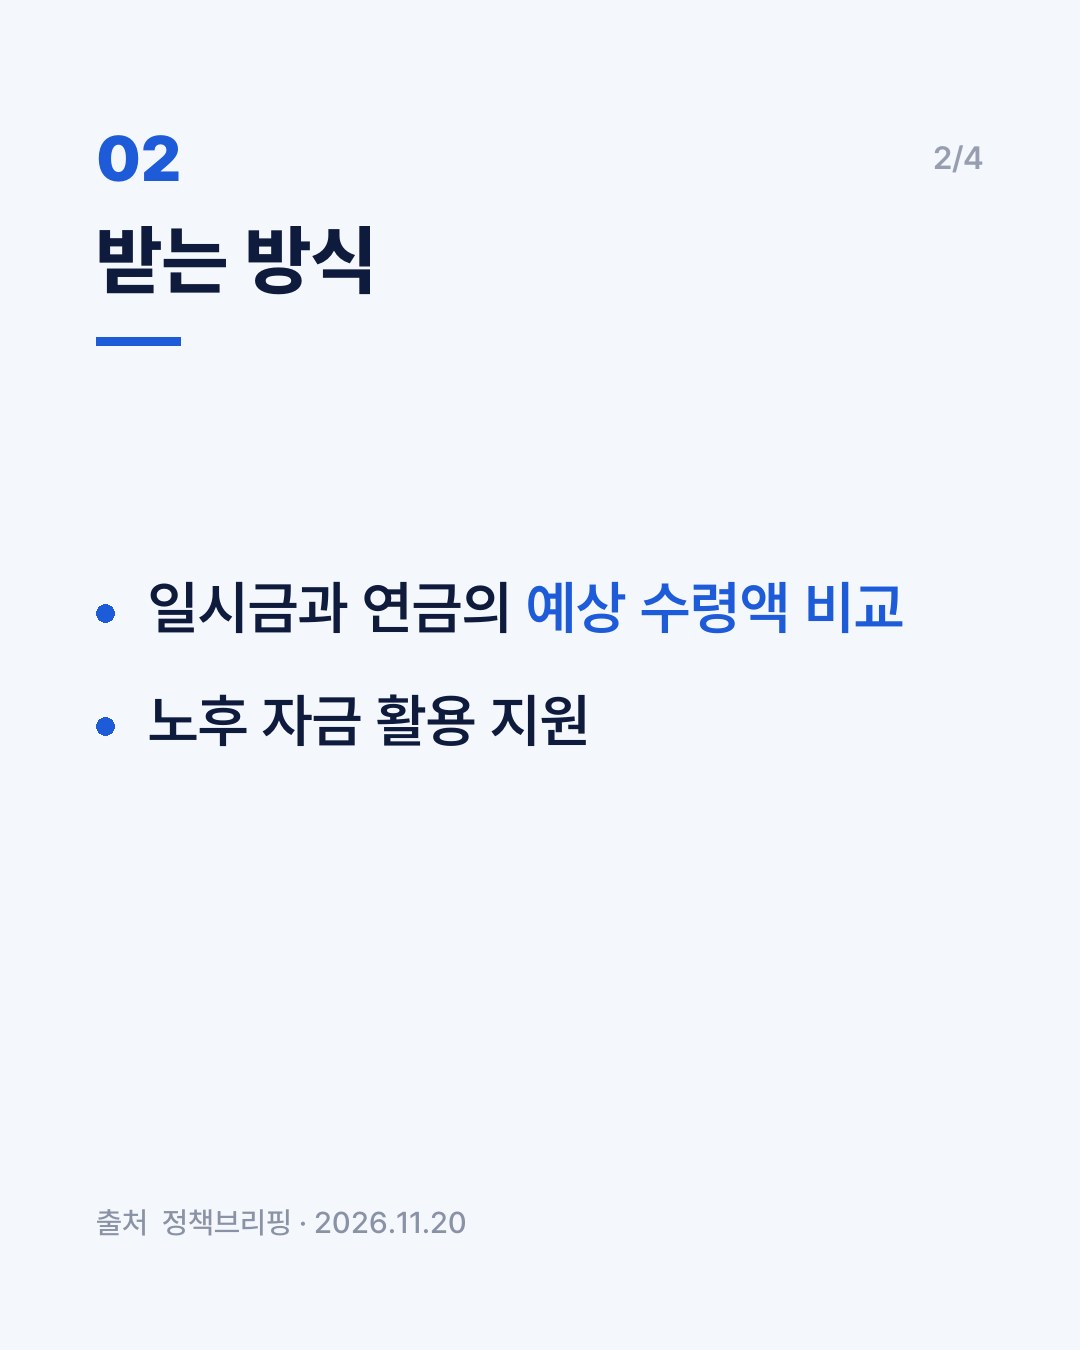 02
2/4
받는 방식
일시금과 연금의 예상 수령액 비교
노후 자금 활용 지원
출처 정책브리핑 · 2026.11.20